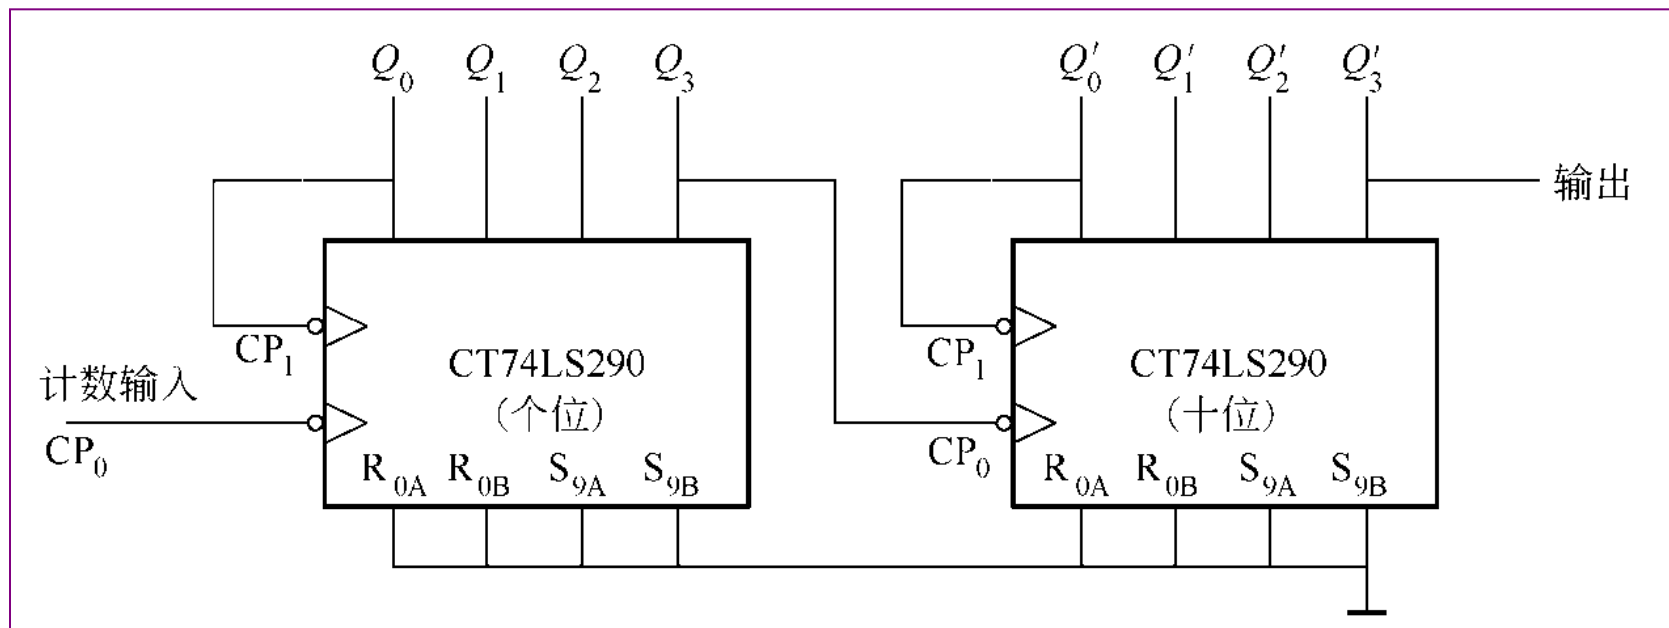 Q₀ Q₁ Q₂ Q₃ Q′₀ Q′₁ Q′₂ Q′₃
输出
CP₁ CP₁
CT74LS290 CT74LS290
计数输入 (个位) (十位)
CP₀ CP₀
R₀A R₀B S₉A S₉B R₀A R₀B S₉A S₉B